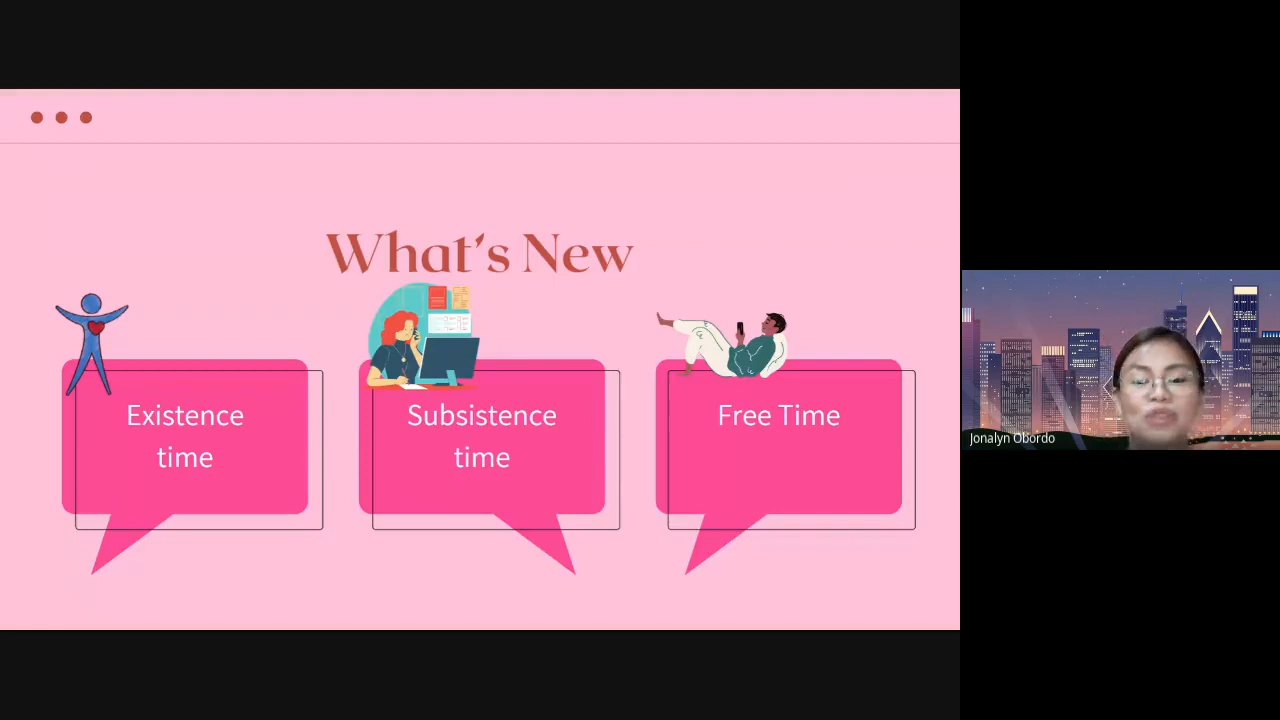 What's New
Existence
time
Subsistence
time
Free Time
Jonalyn Obordo